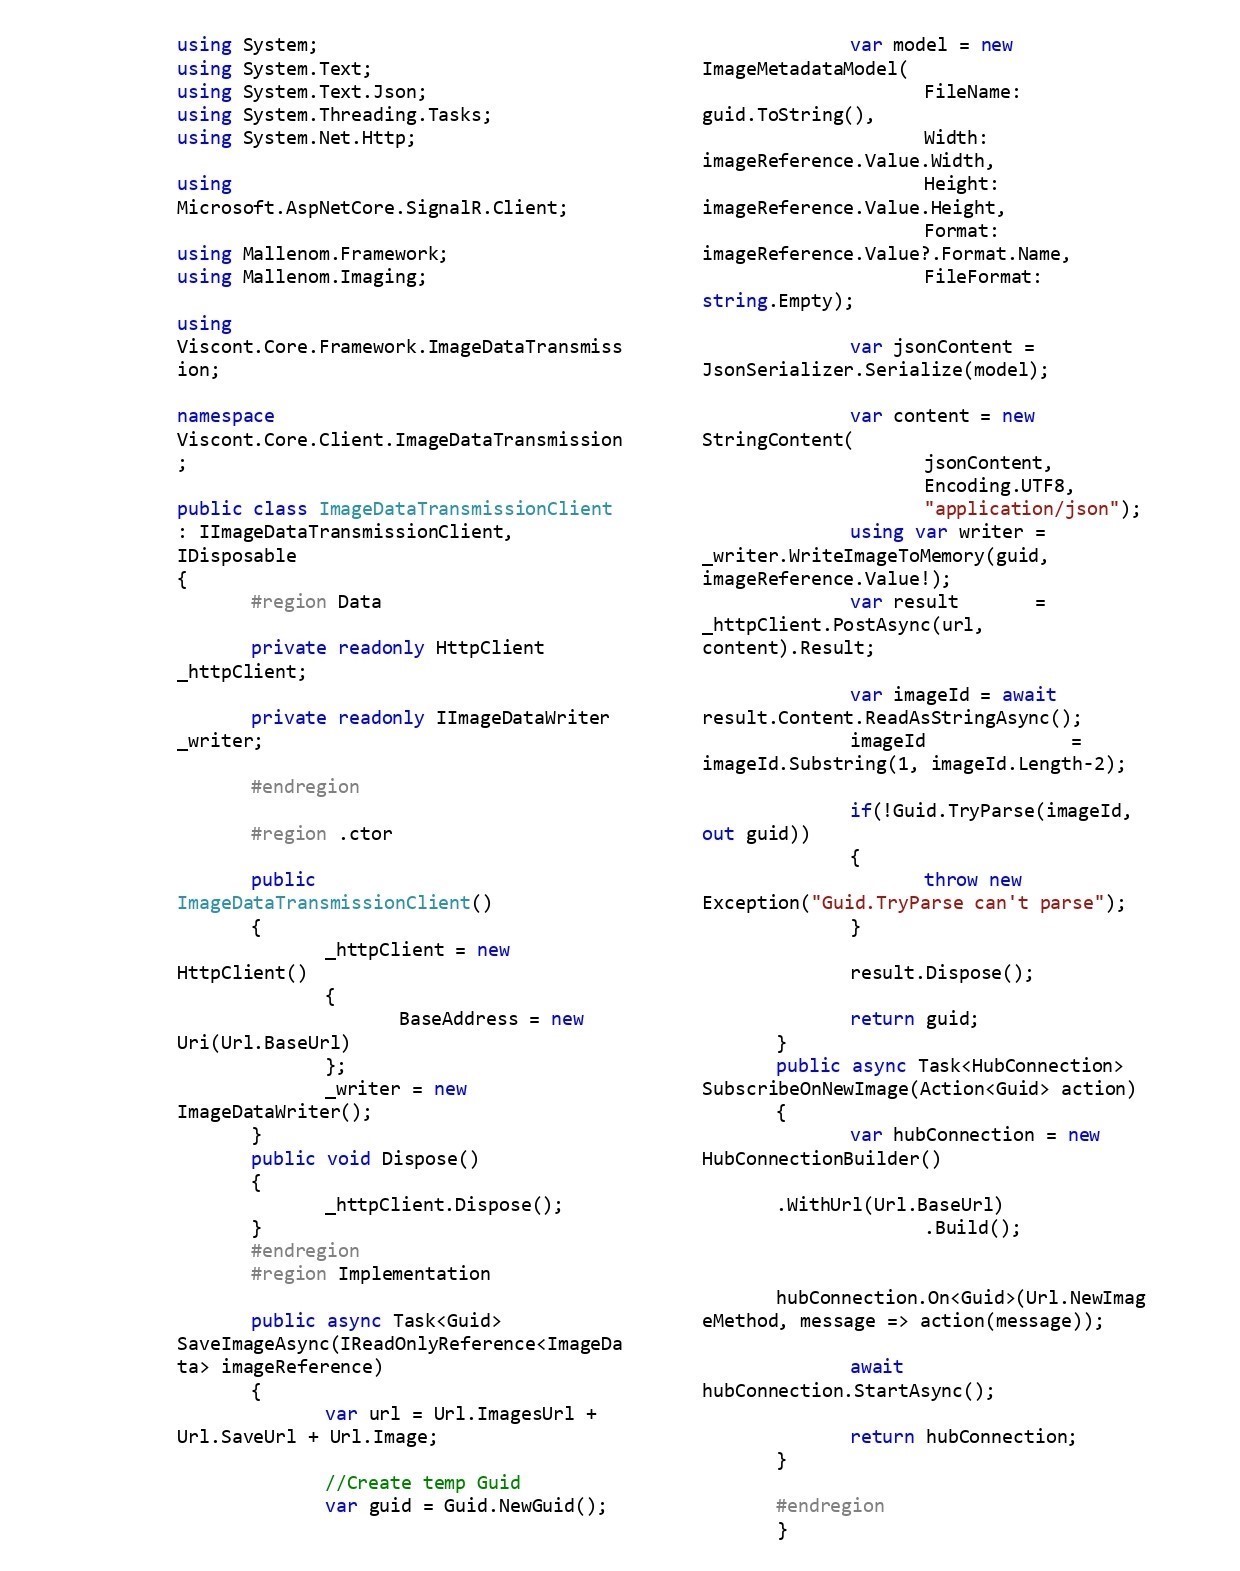 using System;
using System.Text;
using System.Text.Json;
using System.Threading.Tasks;
using System.Net.Http;
using
Microsoft.AspNetCore.SignalR.Client;
using Mallenom.Framework;
using Mallenom.Imaging;
using
Viscont.Core.Framework.ImageDataTransmiss
ion;
namespace
Viscont.Core.Client.ImageDataTransmission
;
public class ImageDataTransmissionClient
: IImageDataTransmissionClient,
IDisposable
{
#region Data
private readonly HttpClient
_httpClient;
private readonly IImageDataWriter
_writer;
#endregion
#region .ctor
public
ImageDataTransmissionClient()
{
_httpClient = new
HttpClient()
{
BaseAddress = new
Uri(Url.BaseUrl)
};
_writer = new
ImageDataWriter();
}
public void Dispose()
{
_httpClient.Dispose();
}
#endregion
#region Implementation
public async Task<Guid>
SaveImageAsync(IReadOnlyReference<ImageDa
ta> imageReference)
{
var url = Url.ImagesUrl +
Url.SaveUrl + Url.Image;
//Create temp Guid
var guid = Guid.NewGuid();
var model = new
ImageMetadataModel(
FileName:
guid.ToString(),
Width:
imageReference.Value.Width,
Height:
imageReference.Value.Height,
Format:
imageReference.Value?.Format.Name,
FileFormat:
string.Empty);
var jsonContent =
JsonSerializer.Serialize(model);
var content = new
StringContent(
jsonContent,
Encoding.UTF8,
"application/json");
using var writer =
_writer.WriteImageToMemory(guid,
imageReference.Value!);
var result =
_httpClient.PostAsync(url,
content).Result;
var imageId = await
result.Content.ReadAsStringAsync();
imageId =
imageId.Substring(1, imageId.Length-2);
if(!Guid.TryParse(imageId,
out guid))
{
throw new
Exception("Guid.TryParse can't parse");
}
result.Dispose();
return guid;
}
public async Task<HubConnection>
SubscribeOnNewImage(Action<Guid> action)
{
var hubConnection = new
HubConnectionBuilder()
.WithUrl(Url.BaseUrl)
.Build();
hubConnection.On<Guid>(Url.NewImag
eMethod, message => action(message));
await
hubConnection.StartAsync();
return hubConnection;
}
#endregion
}